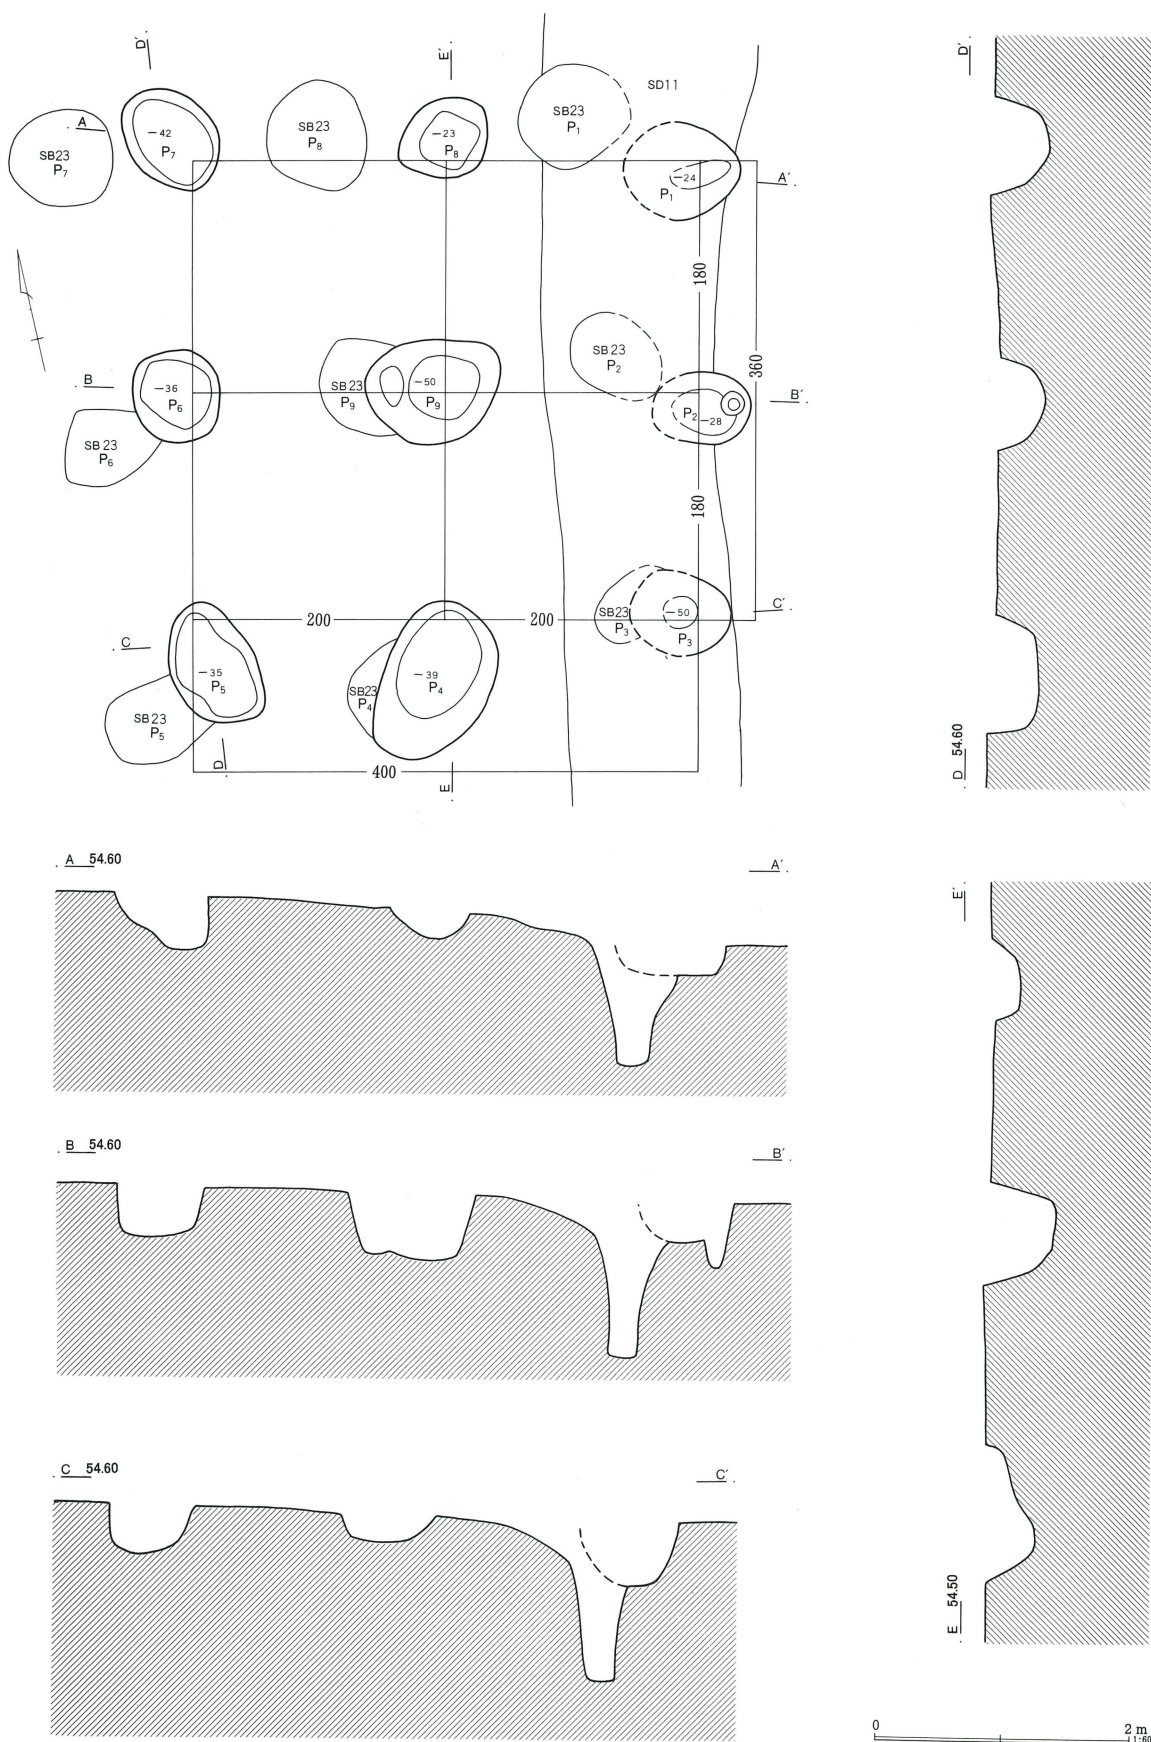 D′
E′
SD11
SB23
P1
A
−42
P7
SB23
P7
SB23
P8
−23
P8
−24
P1
A′
180
360
SB23
P2
B
−36
P6
SB23
P9
−50
P9
P2
−28
B′
SB23
P6
180
200
200
SB23
P3
−50
P3
C′
C
−35
P5
SB23
P5
SB23
P4
−39
P4
D
400
E
D′
D 54.60
A 54.60
A′
B 54.60
B′
C 54.60
C′
E′
E 54.50
0
2 m
1:60